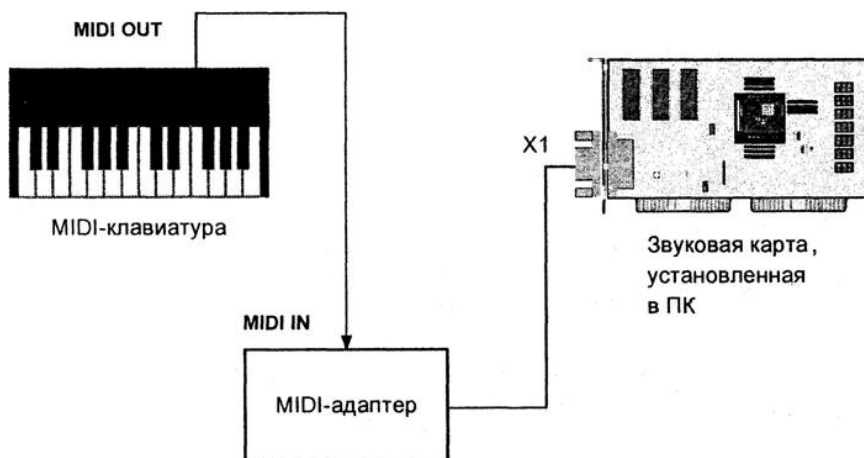 MIDI OUT
MIDI-клавиатура
X1
Звуковая карта,
установленная
в ПК
MIDI IN
MIDI-адаптер